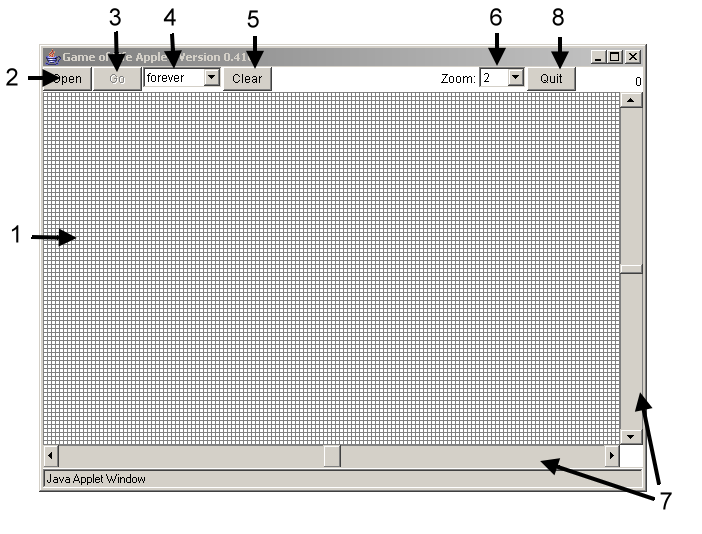 3 4 5 6 8
Game of Life Applet Version 0.41
2 Open Go forever Clear Zoom: 2 Quit 0
1
Java Applet Window
7